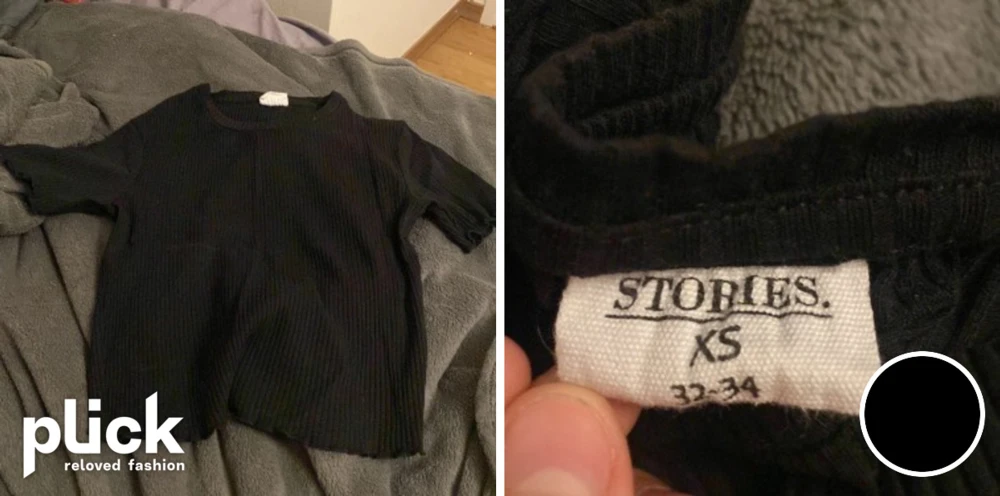 plick
reloved fashion
STORIES.
XS
32-34